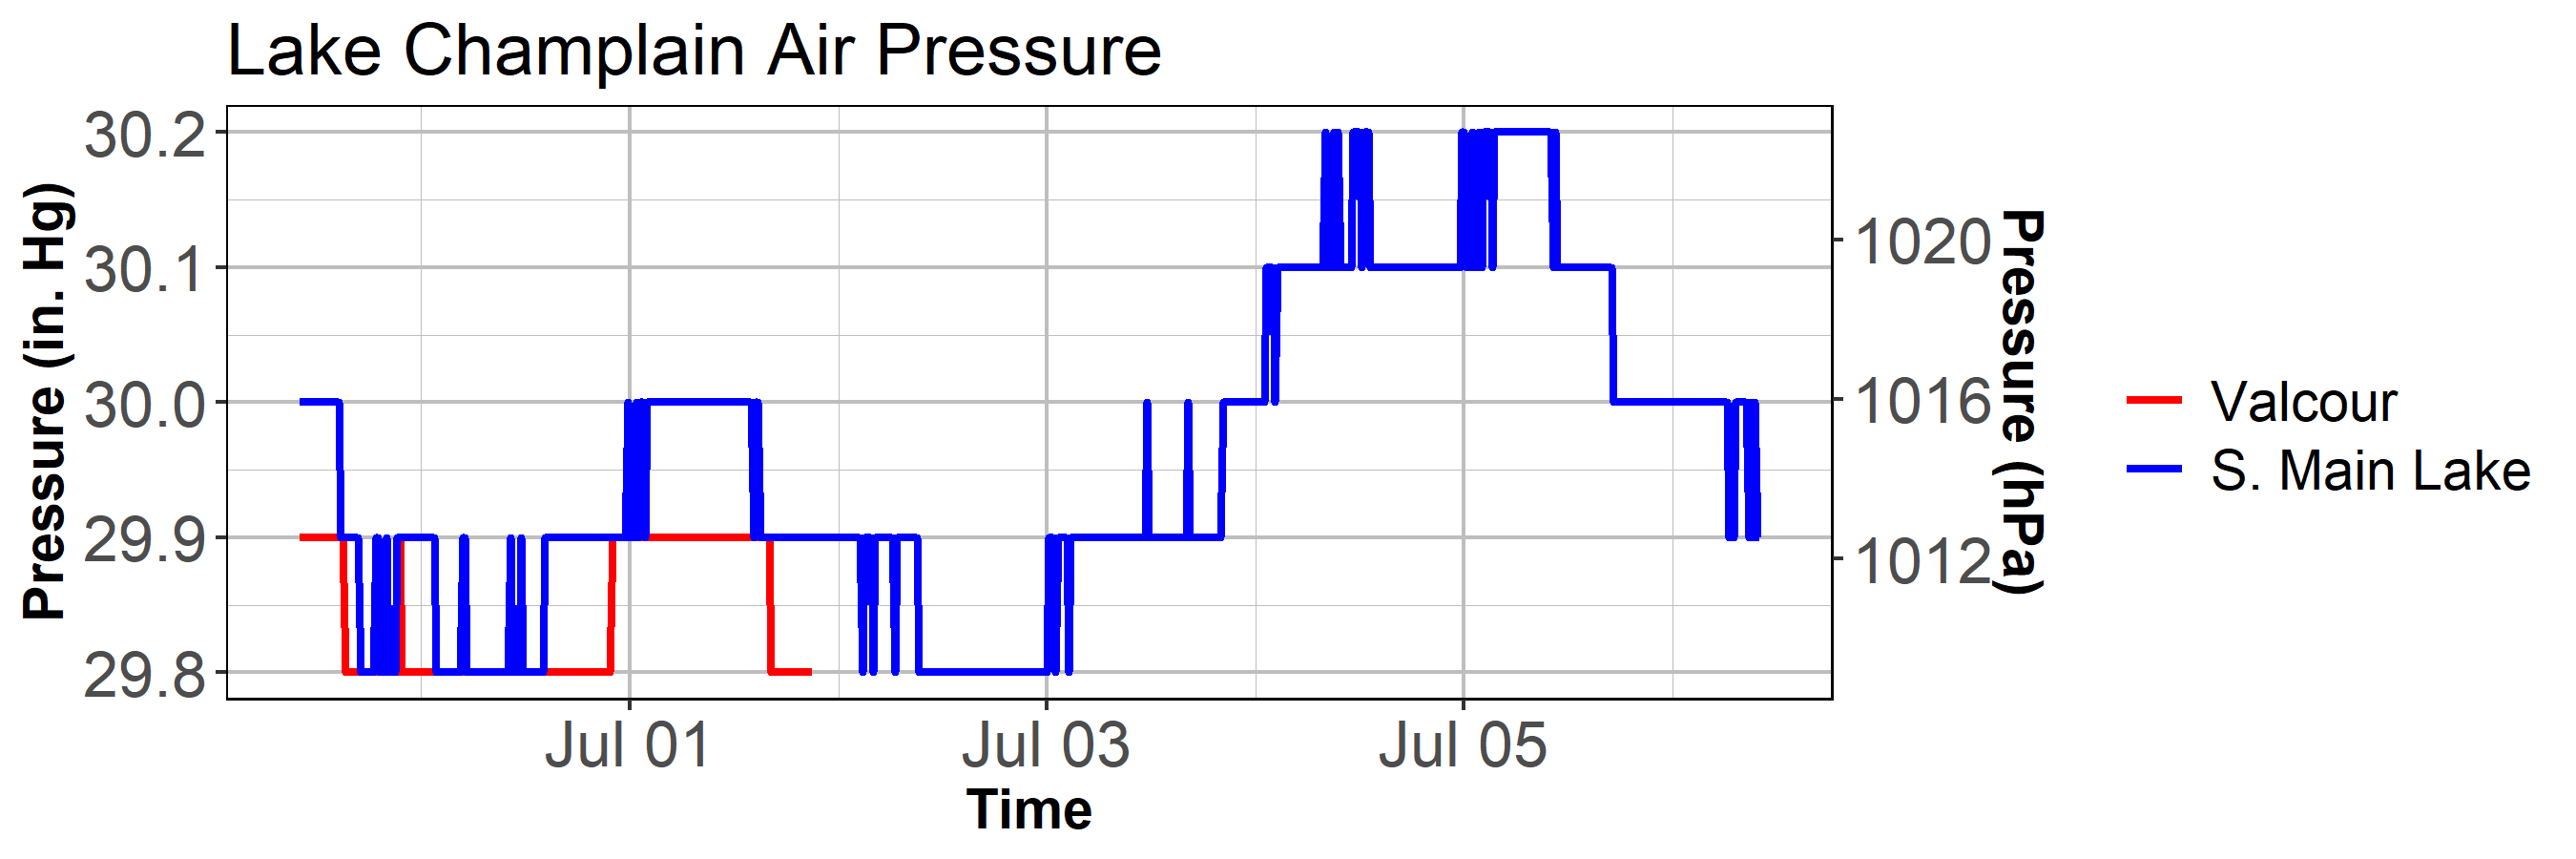 Lake Champlain Air Pressure
Pressure (in. Hg)
30.2
30.1
30.0
29.9
29.8
1020
1016
1012
Pressure (hPa)
Valcour
S. Main Lake
Jul 01 Jul 03 Jul 05
Time